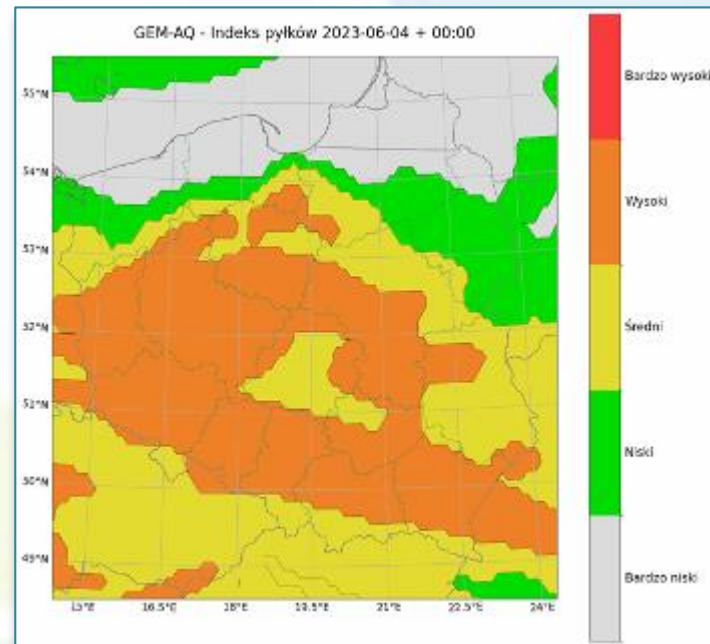 GEM-AQ - Indeks pyłków 2023-06-04 + 00:00
Bardzo wysoki
Wysoki
Średni
Niski
Bardzo niski
55°N
54°N
53°N
52°N
51°N
50°N
49°N
15°E 16.5°E 18°E 19.5°E 21°E 22.5°E 24°E